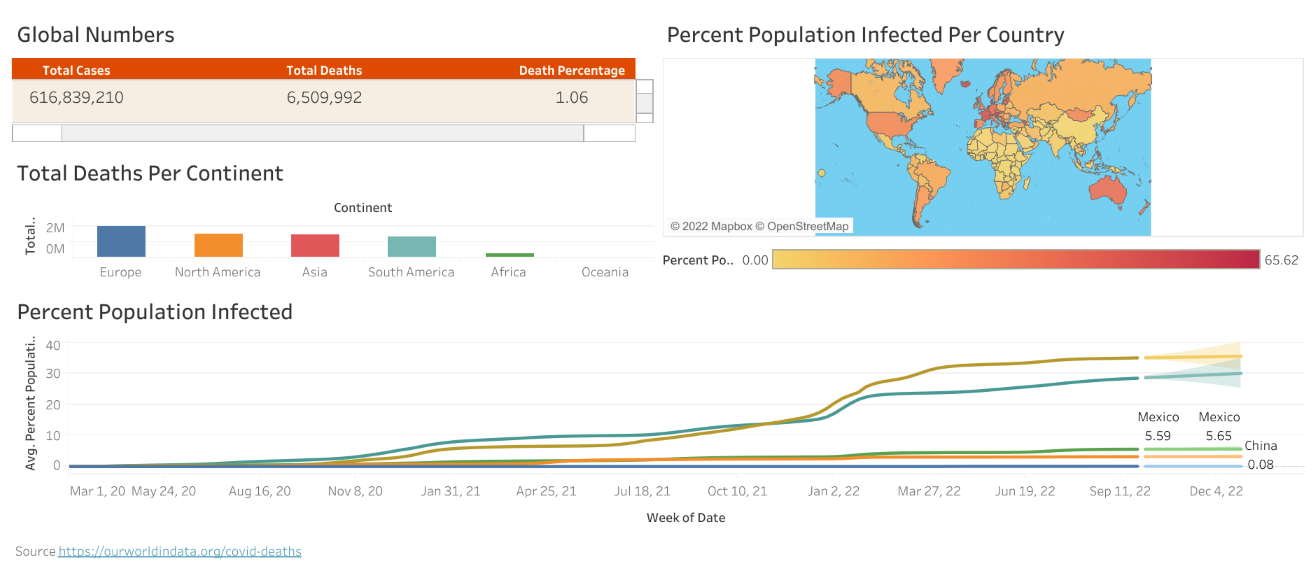 Global Numbers
Total Cases Total Deaths Death Percentage
616,839,210 6,509,992 1.06
Total Deaths Per Continent
Continent
Total..
2M
0M
Europe North America Asia South America Africa Oceania
Percent Population Infected Per Country
© 2022 Mapbox © OpenStreetMap
Percent Po.. 0.00 65.62
Percent Population Infected
Avg. Percent Populati..
40
30
20
10
0
Mexico Mexico
5.59 5.65
China
0.08
Mar 1, 20 May 24, 20 Aug 16, 20 Nov 8, 20 Jan 31, 21 Apr 25, 21 Jul 18, 21 Oct 10, 21 Jan 2, 22 Mar 27, 22 Jun 19, 22 Sep 11, 22 Dec 4, 22
Week of Date
Source https://ourworldindata.org/covid-deaths